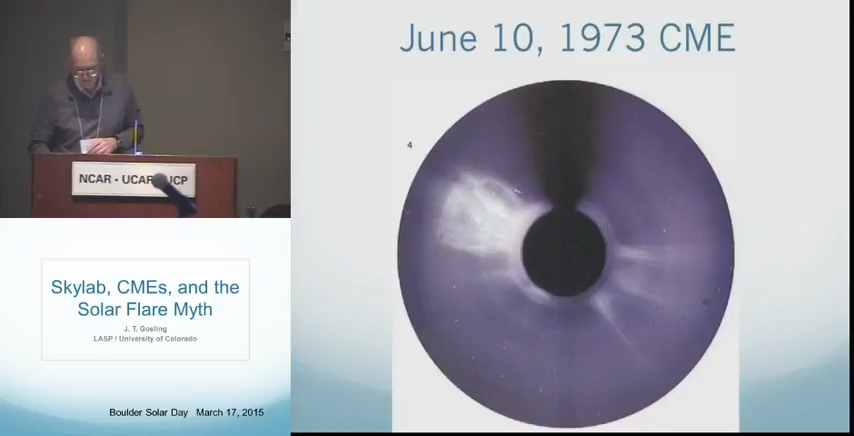 June 10, 1973 CME
4
NCAR - UCAR
Skylab, CMEs, and the
Solar Flare Myth
J. T. Gosling
LASP / University of Colorado
Boulder Solar Day March 17, 2015